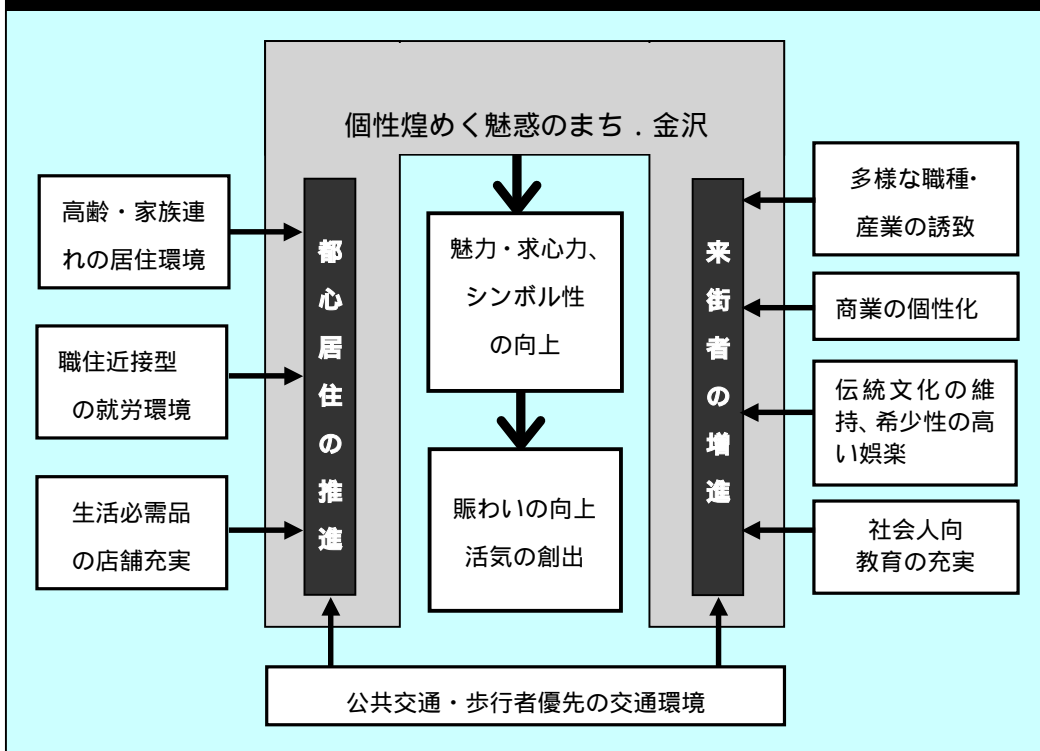 個性煌めく魅惑のまち．金沢
高齢・家族連
れの居住環境
職住近接型
の就労環境
生活必需品
の店舗充実
都心居住の推進
魅力・求心力、
シンボル性
の向上
賑わいの向上
活気の創出
来街者の増進
多様な職種・
産業の誘致
商業の個性化
伝統文化の維
持、希少性の高
い娯楽
社会人向
教育の充実
公共交通・歩行者優先の交通環境